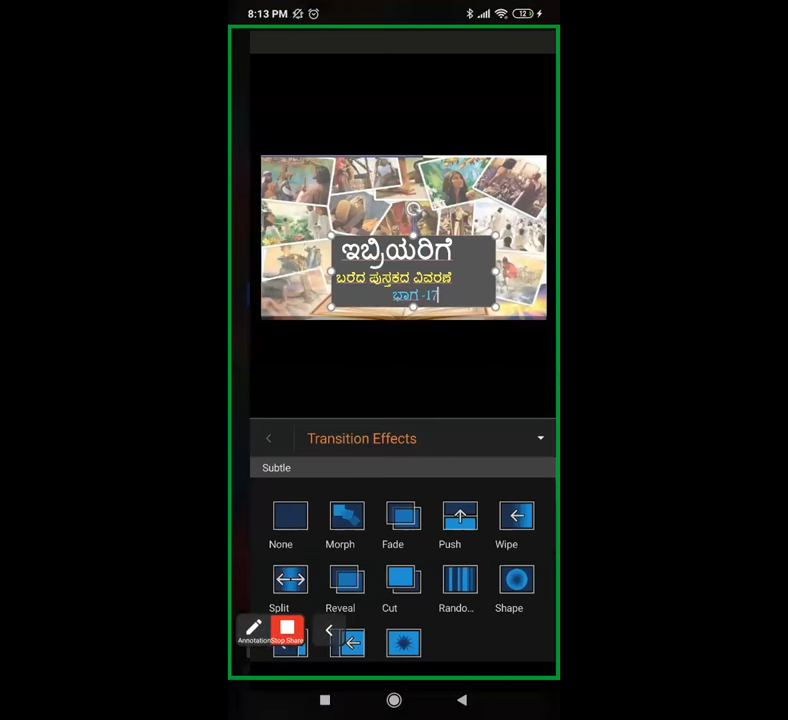 8:13 PM
12
ಇಬ್ರಿಯರಿಗೆ
ಬರೆದ ಪುಸ್ತಕದ ವಿವರಣೆ
ಭಾಗ -17
Transition Effects
Subtle
None Morph Fade Push Wipe
Split Reveal Cut Rando... Shape
Annotation Stop Share